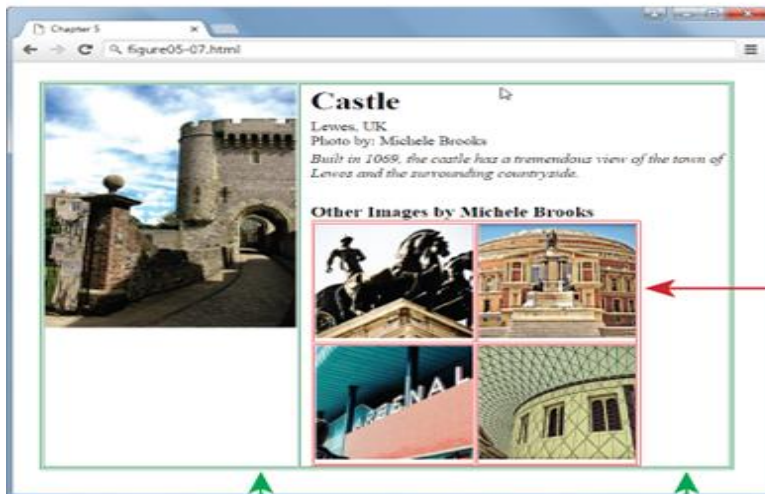 Chapter 5
figure05-07.html
Castle
Lewes, UK
Photo by: Michele Brooks
Built in 1069, the castle has a tremendous view of the town of
Lewes and the surrounding countryside.
Other Images by Michele Brooks
ARSENAL